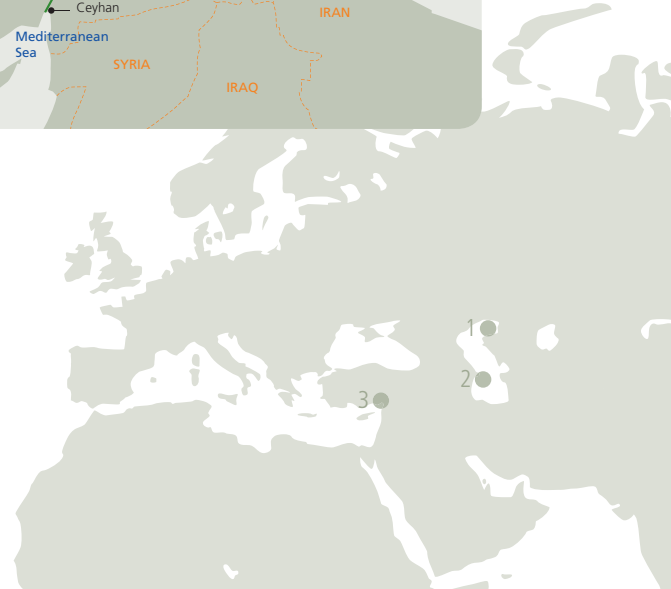 Ceyhan
IRAN
Mediterranean
Sea
SYRIA
IRAQ
1
2
3